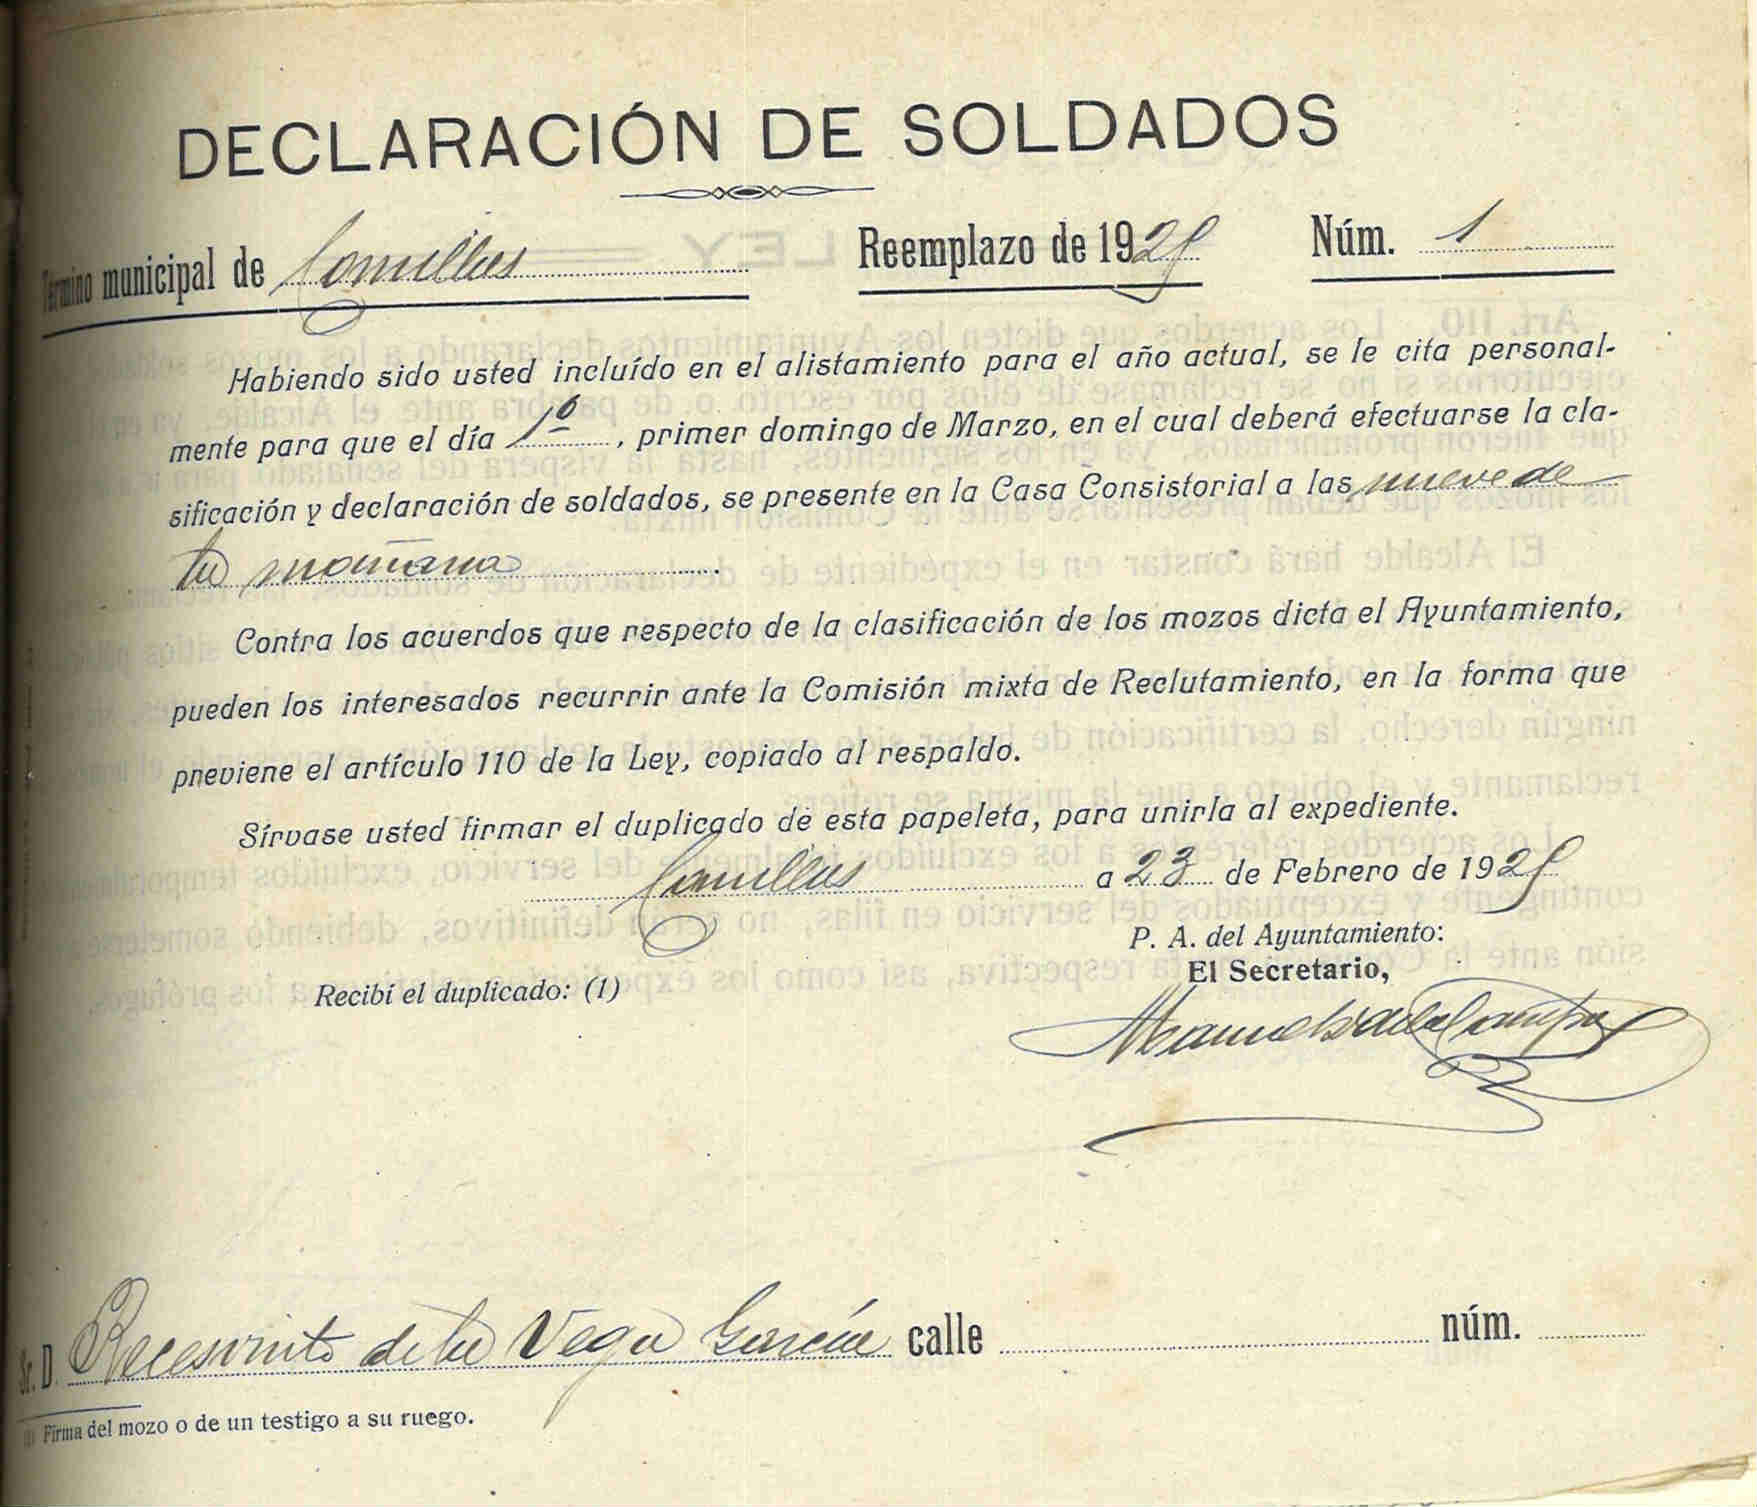 DECLARACIÓN DE SOLDADOS
Término municipal de Comillas Reemplazo de 1925 Núm. 1
Habiendo sido usted incluído en el alistamiento para el año actual, se le cita personal-
mente para que el día 1º, primer domingo de Marzo, en el cual deberá efectuarse la cla-
sificación y declaración de soldados, se presente en la Casa Consistorial a las nueve de
la mañana.
Contra los acuerdos que respecto de la clasificación de los mozos dicta el Ayuntamiento,
pueden los interesados recurrir ante la Comisión mixta de Reclutamiento, en la forma que
previene el artículo 110 de la Ley, copiado al respaldo.
Sírvase usted firmar el duplicado de esta papeleta, para unirla al expediente.
Comillas a 23 de Febrero de 1925
P. A. del Ayuntamiento:
El Secretario,
Recibí el duplicado: (1)
Sr. D. Recesvinto de la Vega García calle núm.
(1) Firma del mozo o de un testigo a su ruego.